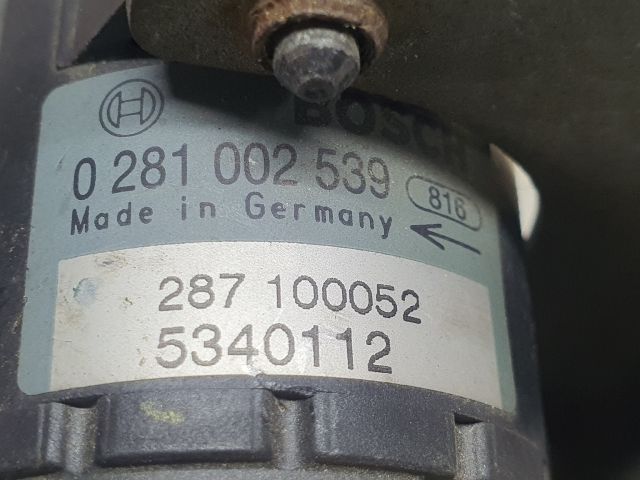 BOSCH
0 281 002 539
816
Made in Germany
287 100052
5340112